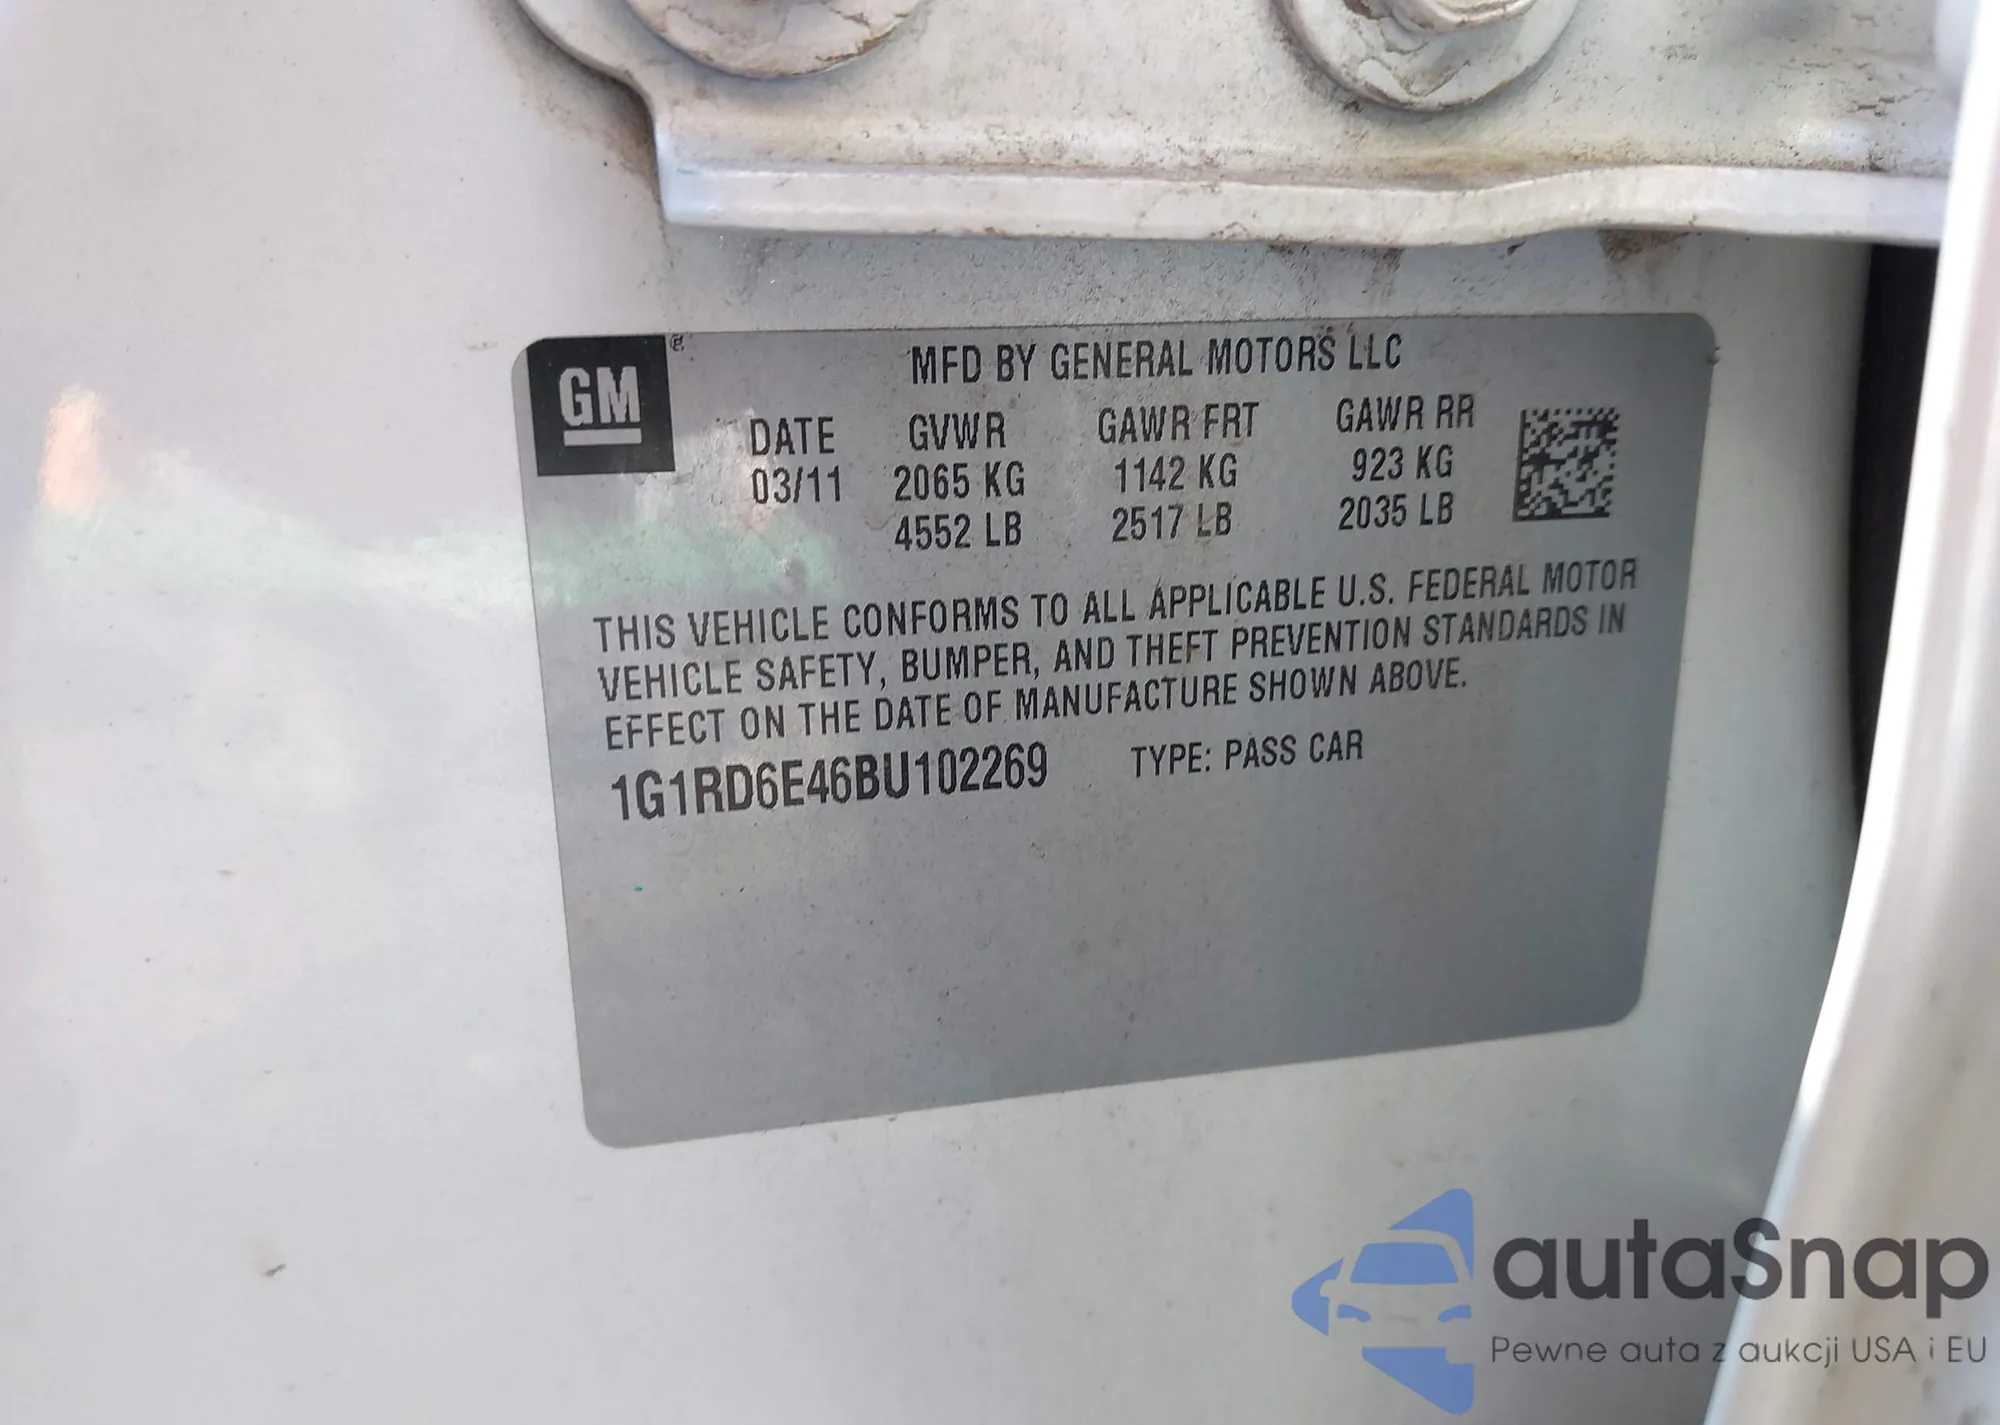 GM
MFD BY GENERAL MOTORS LLC
DATE GVWR GAWR FRT GAWR RR
03/11 2065 KG 1142 KG 923 KG
4552 LB 2517 LB 2035 LB
THIS VEHICLE CONFORMS TO ALL APPLICABLE U.S. FEDERAL MOTOR
VEHICLE SAFETY, BUMPER, AND THEFT PREVENTION STANDARDS IN
EFFECT ON THE DATE OF MANUFACTURE SHOWN ABOVE.
1G1RD6E46BU102269 TYPE: PASS CAR
autaSnap
Pewne auta z aukcji USA i EU